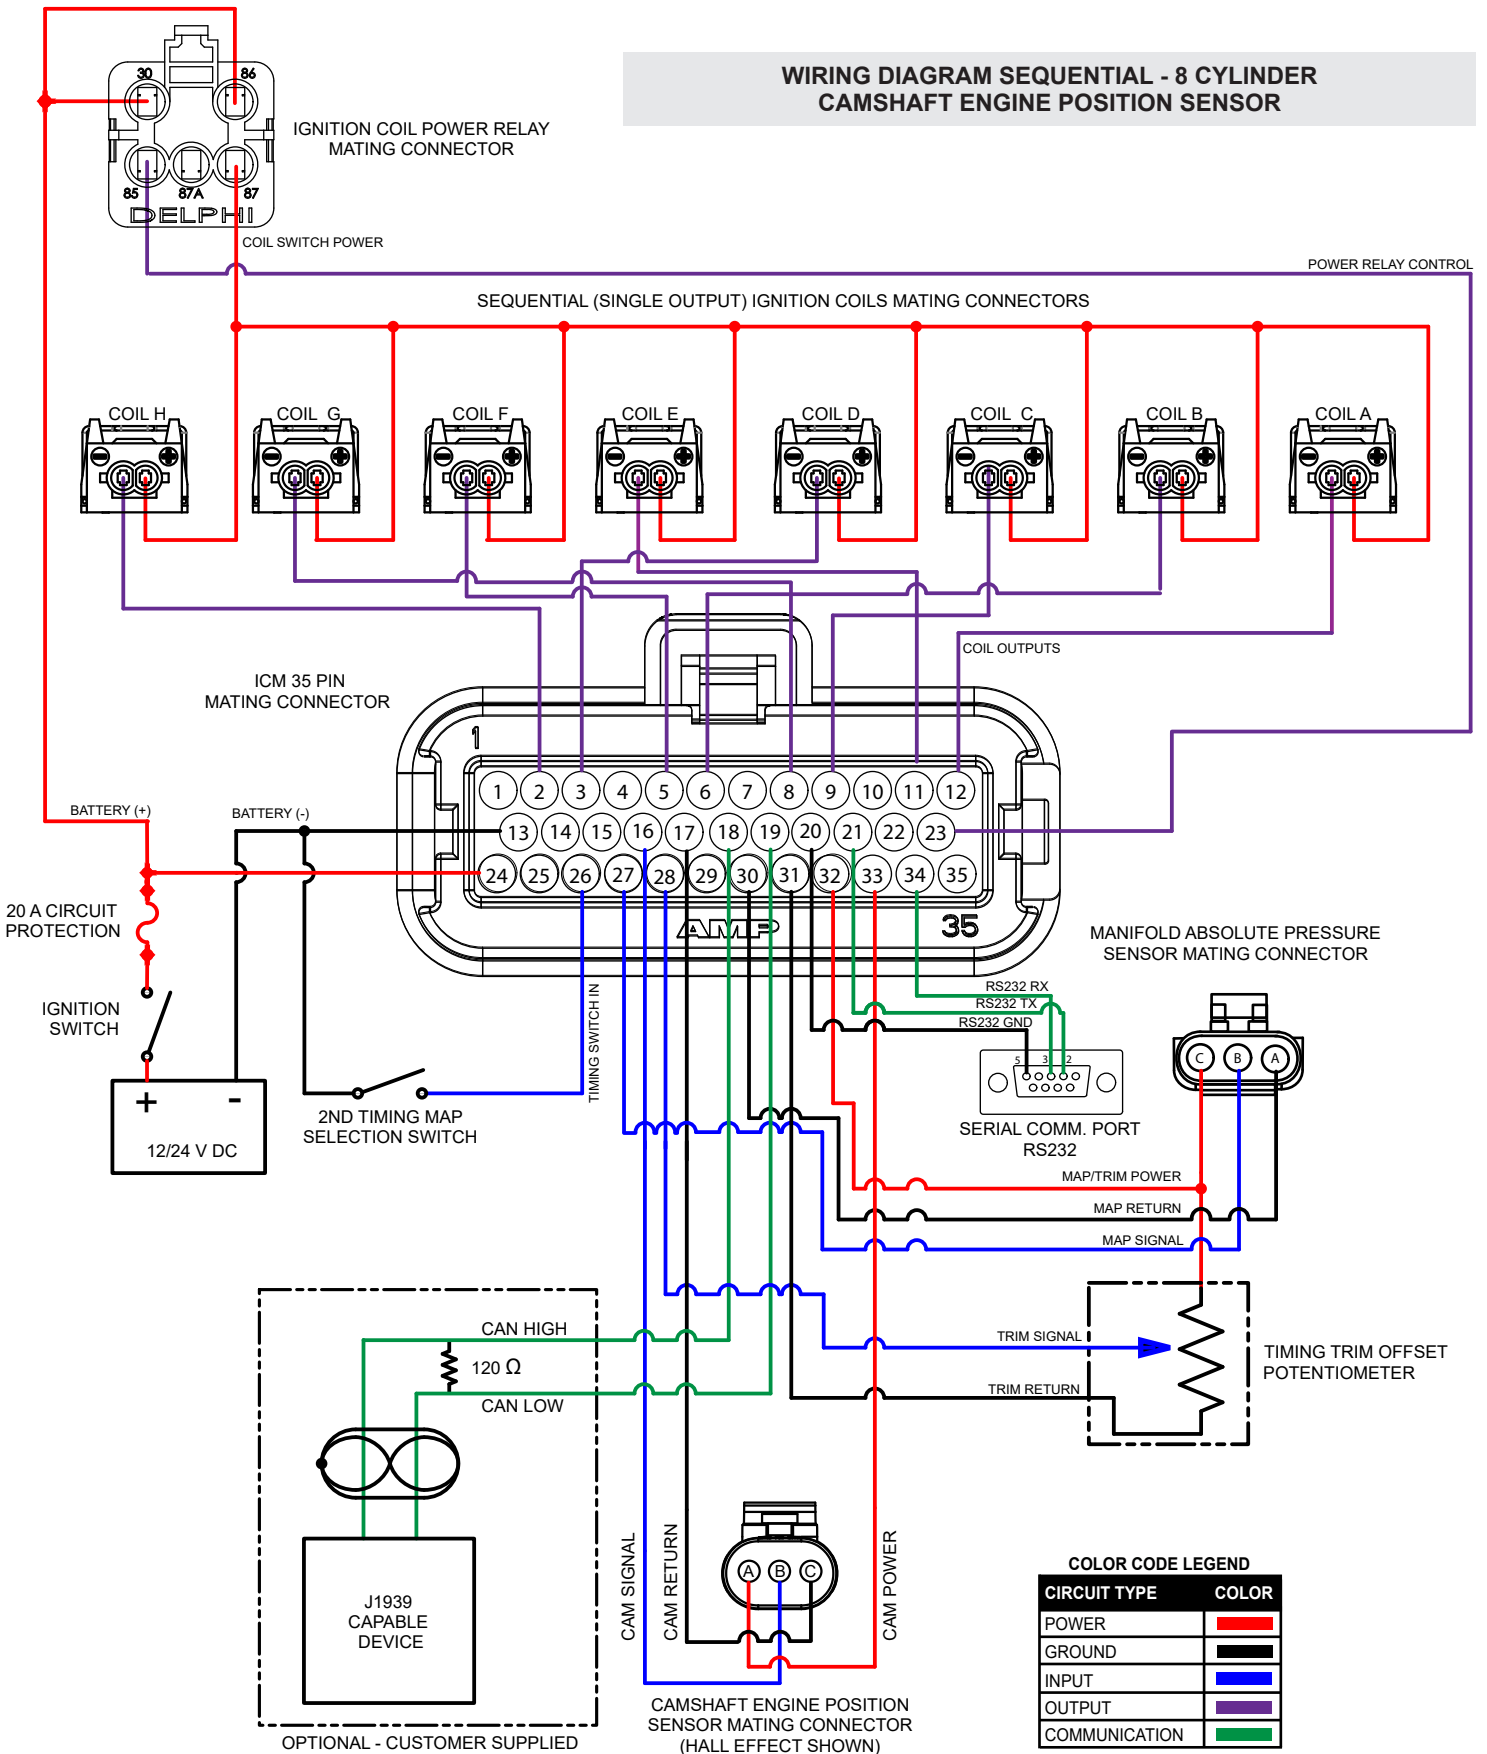 WIRING DIAGRAM SEQUENTIAL - 8 CYLINDER
CAMSHAFT ENGINE POSITION SENSOR
30
86
85
87A
87
DELPHI
IGNITION COIL POWER RELAY
MATING CONNECTOR
COIL SWITCH POWER
POWER RELAY CONTROL
SEQUENTIAL (SINGLE OUTPUT) IGNITION COILS MATING CONNECTORS
COIL H
COIL G
COIL F
COIL E
COIL D
COIL C
COIL B
COIL A
COIL OUTPUTS
ICM 35 PIN
MATING CONNECTOR
1
1 2 3 4 5 6 7 8 9 10 11 12
13 14 15 16 17 18 19 20 21 22 23
24 25 26 27 28 29 30 31 32 33 34 35
AMP
35
BATTERY (+)
BATTERY (-)
20 A CIRCUIT
PROTECTION
IGNITION
SWITCH
+ -
12/24 V DC
2ND TIMING MAP
SELECTION SWITCH
TIMING SWITCH IN
RS232 RX
RS232 TX
RS232 GND
5 3 2
SERIAL COMM. PORT
RS232
MANIFOLD ABSOLUTE PRESSURE
SENSOR MATING CONNECTOR
C B A
MAP/TRIM POWER
MAP RETURN
MAP SIGNAL
TRIM SIGNAL
TRIM RETURN
TIMING TRIM OFFSET
POTENTIOMETER
CAN HIGH
120 Ω
CAN LOW
J1939
CAPABLE
DEVICE
OPTIONAL - CUSTOMER SUPPLIED
CAM SIGNAL
CAM RETURN
CAM POWER
A B C
CAMSHAFT ENGINE POSITION
SENSOR MATING CONNECTOR
(HALL EFFECT SHOWN)
COLOR CODE LEGEND
CIRCUIT TYPE COLOR
POWER
GROUND
INPUT
OUTPUT
COMMUNICATION